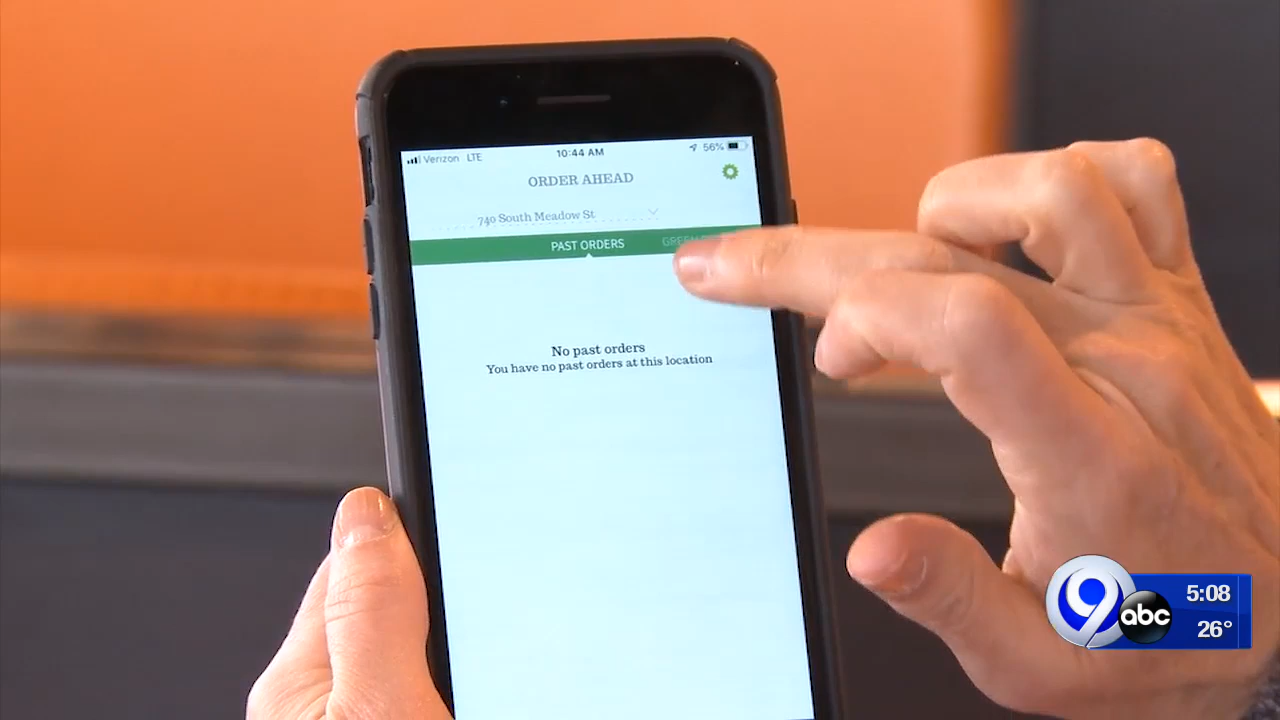 Verizon LTE
10:44 AM
56%
ORDER AHEAD
740 South Meadow St
PAST ORDERS
No past orders
You have no past orders at this location
9 abc
5:08
26°